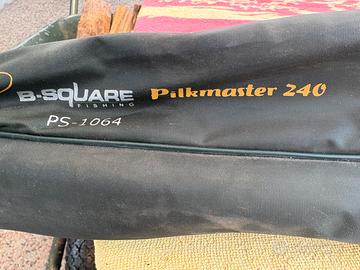 B-SQUARE
FISHING
Pilkmaster 240
PS-1064